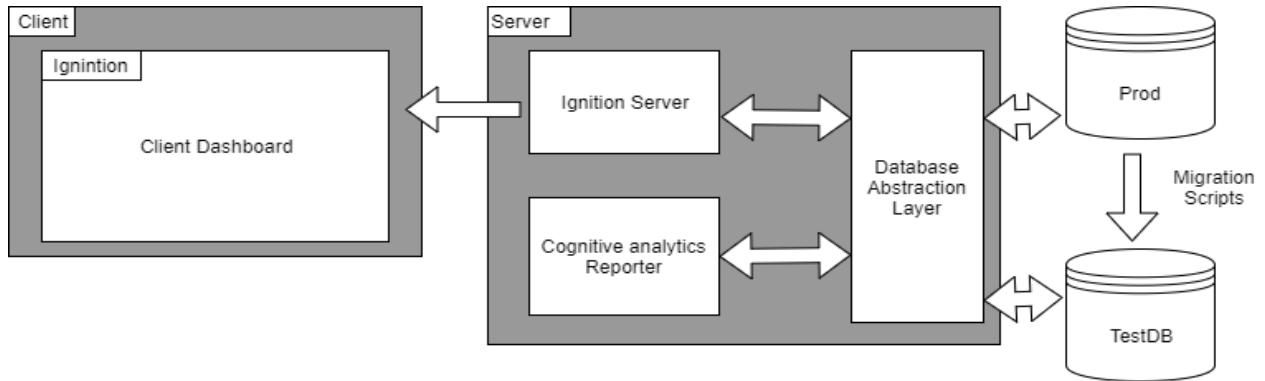 Client
Ignintion
Client Dashboard
Server
Ignition Server
Cognitive analytics
Reporter
Database
Abstraction
Layer
Prod
Migration
Scripts
TestDB